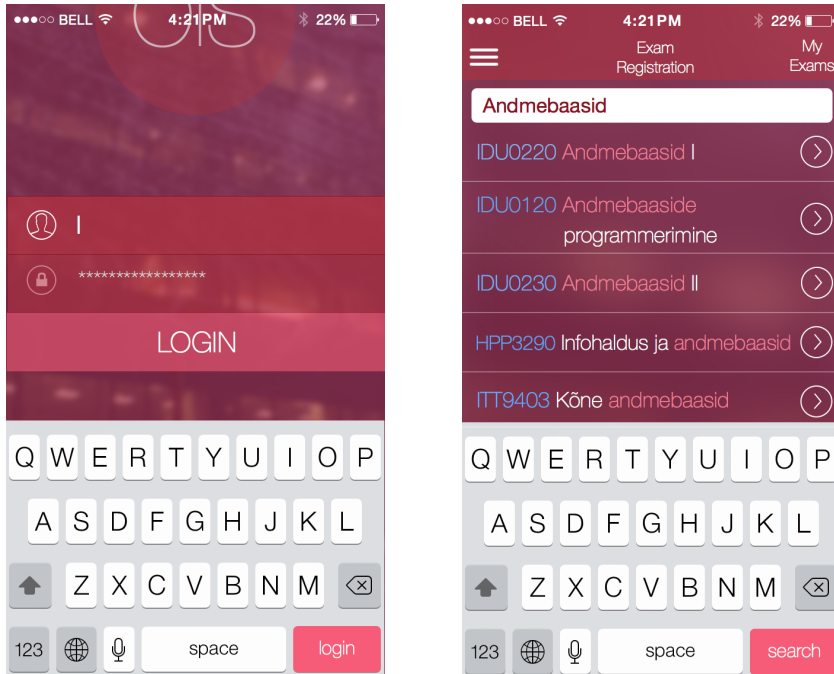 BELL 4:21PM 22%
OIS
LOGIN
Q W E R T Y U I O P
A S D F G H J K L
Z X C V B N M
123 space login
BELL 4:21PM 22%
Exam
Registration
My
Exams
Andmebaasid
IDU0220 Andmebaasid I
IDU0120 Andmebaaside
programmerimine
IDU0230 Andmebaasid II
HPP3290 Infohaldus ja andmebaasid
ITT9403 Kõne andmebaasid
Q W E R T Y U I O P
A S D F G H J K L
Z X C V B N M
123 space search